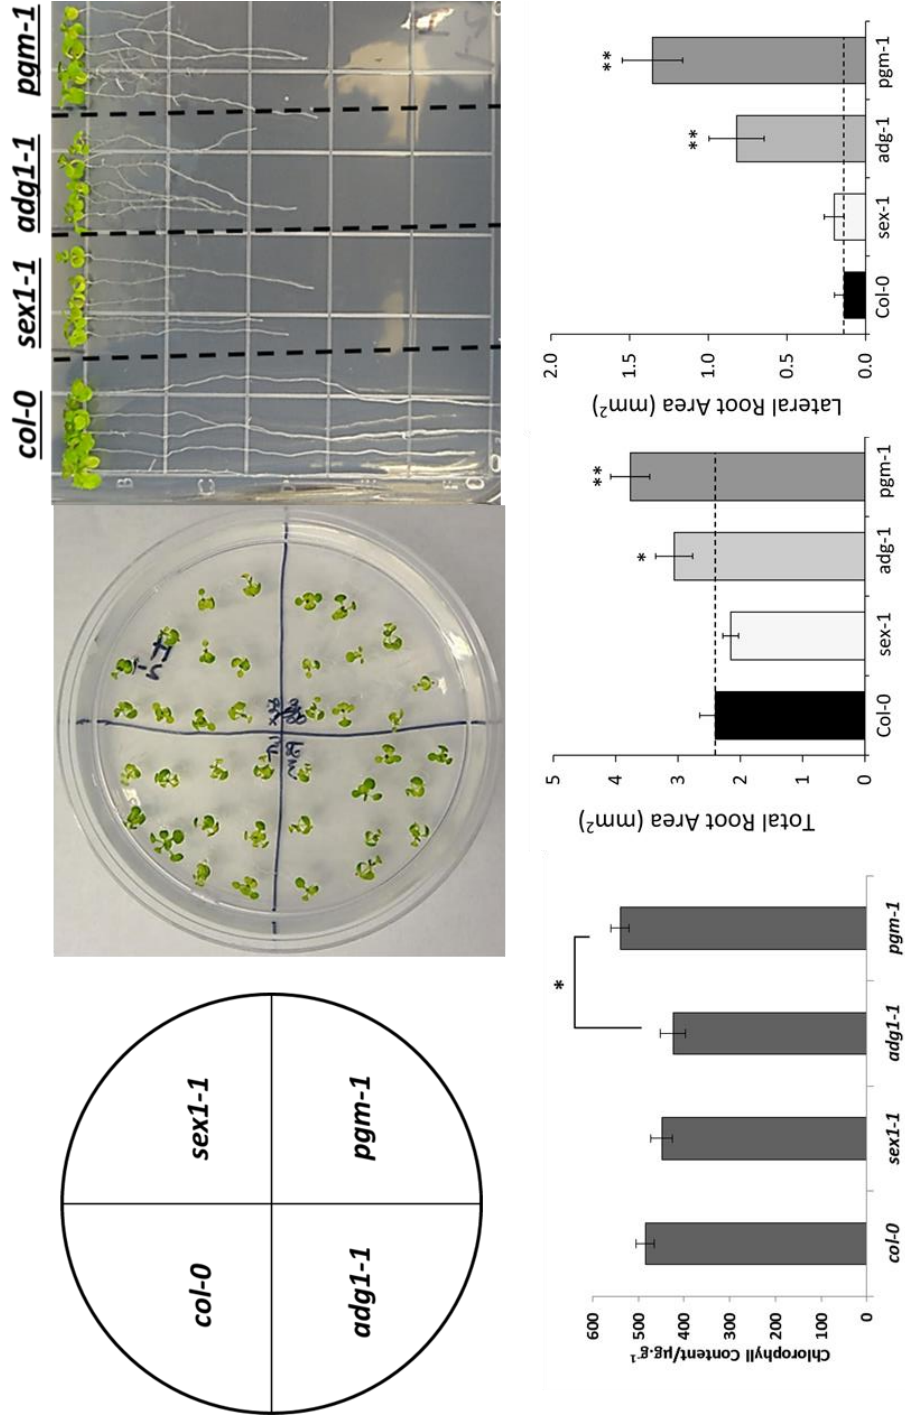 col-0
sex1-1
adg1-1
pgm-1
col-0
sex1-1
adg1-1
pgm-1
B
C
D
E
F
Chlorophyll Content/µg.g-1
600
500
400
300
200
100
0
*
col-0
sex1-1
adg1-1
pgm-1
Total Root Area (mm2)
5
4
3
2
1
0
*
**
Col-0
sex-1
adg-1
pgm-1
Lateral Root Area (mm2)
2.0
1.5
1.0
0.5
0.0
**
**
Col-0
sex-1
adg-1
pgm-1